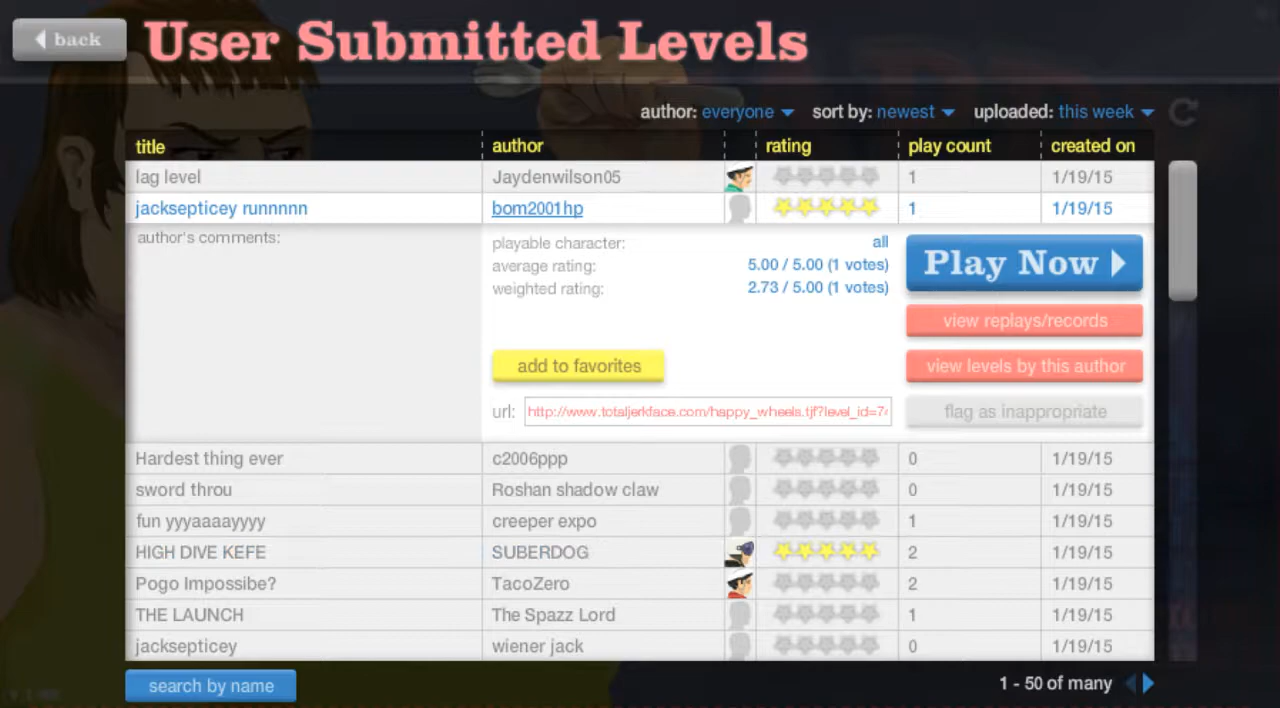 back
User Submitted Levels
author: everyone sort by: newest uploaded: this week
title author rating play count created on
lag level Jaydenwilson05 1 1/19/15
jacksepticey runnnnn bom2001hp 1 1/19/15
author's comments:
playable character: all
average rating: 5.00 / 5.00 (1 votes)
weighted rating: 2.73 / 5.00 (1 votes)
Play Now
view replays/records
add to favorites
view levels by this author
url: http://www.totaljerkface.com/happy_wheels.tjf?level_id=7
flag as inappropriate
Hardest thing ever c2006ppp 0 1/19/15
sword throu Roshan shadow claw 0 1/19/15
fun yyyaaaayyyy creeper expo 1 1/19/15
HIGH DIVE KEFE SUBERDOG 2 1/19/15
Pogo Impossibe? TacoZero 2 1/19/15
THE LAUNCH The Spazz Lord 1 1/19/15
jacksepticey wiener jack 0 1/19/15
search by name
1 - 50 of many